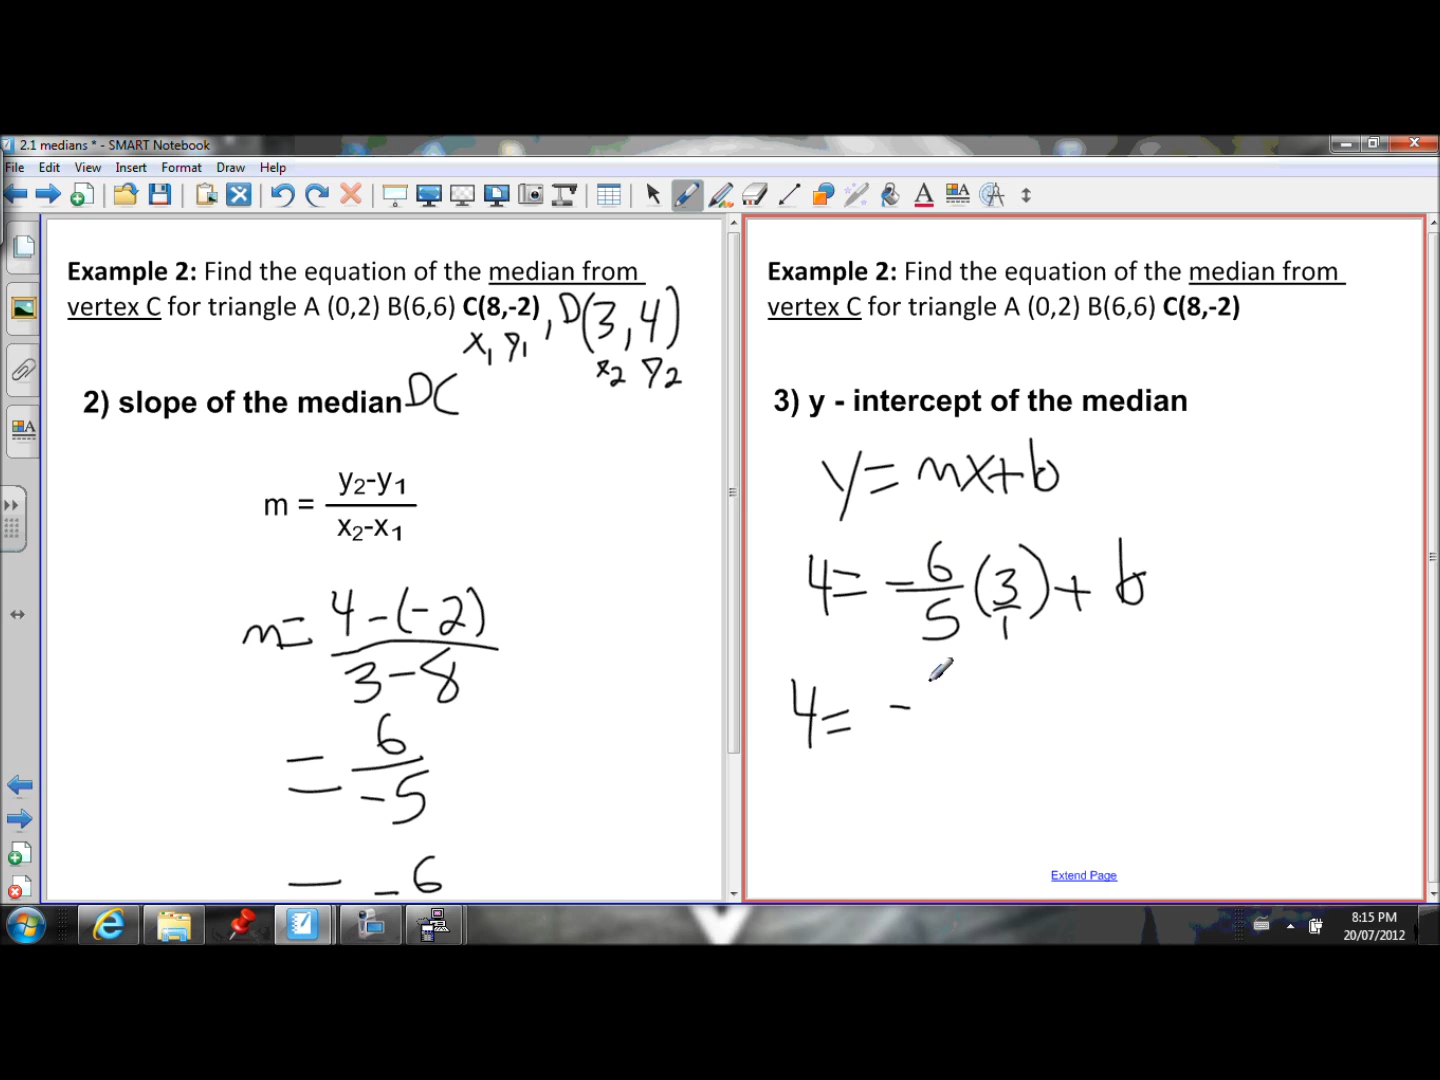 2.1 medians * - SMART Notebook
File Edit View Insert Format Draw Help
Example 2: Find the equation of the median from
vertex C for triangle A (0,2) B(6,6) C(8,-2) , D(3,4)
x1 y1 x2 y2
2) slope of the median DC
m = y2-y1
x2-x1
m= 4-(-2)
3-8
= 6
-5
= -6
Example 2: Find the equation of the median from
vertex C for triangle A (0,2) B(6,6) C(8,-2)
3) y - intercept of the median
y= mx+b
4= -6/5 (3/1) + b
4= -
Extend Page
8:15 PM
20/07/2012